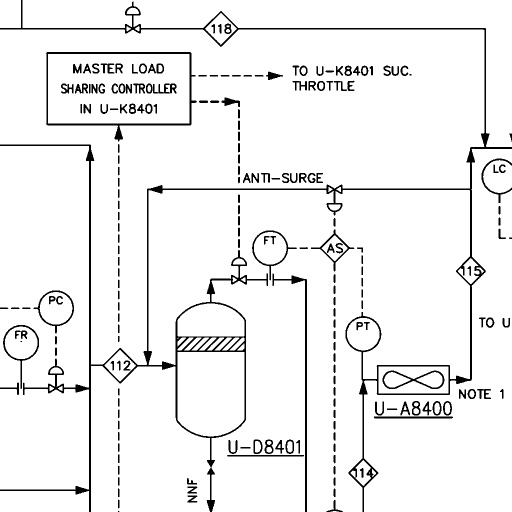 118
MASTER LOAD
SHARING CONTROLLER
IN U-K8401
TO U-K8401 SUC.
THROTTLE
LC
ANTI-SURGE
FT
AS
115
PC
FR
PT
TO U
112
NOTE 1
U-A8400
U-D8401
114
NNF